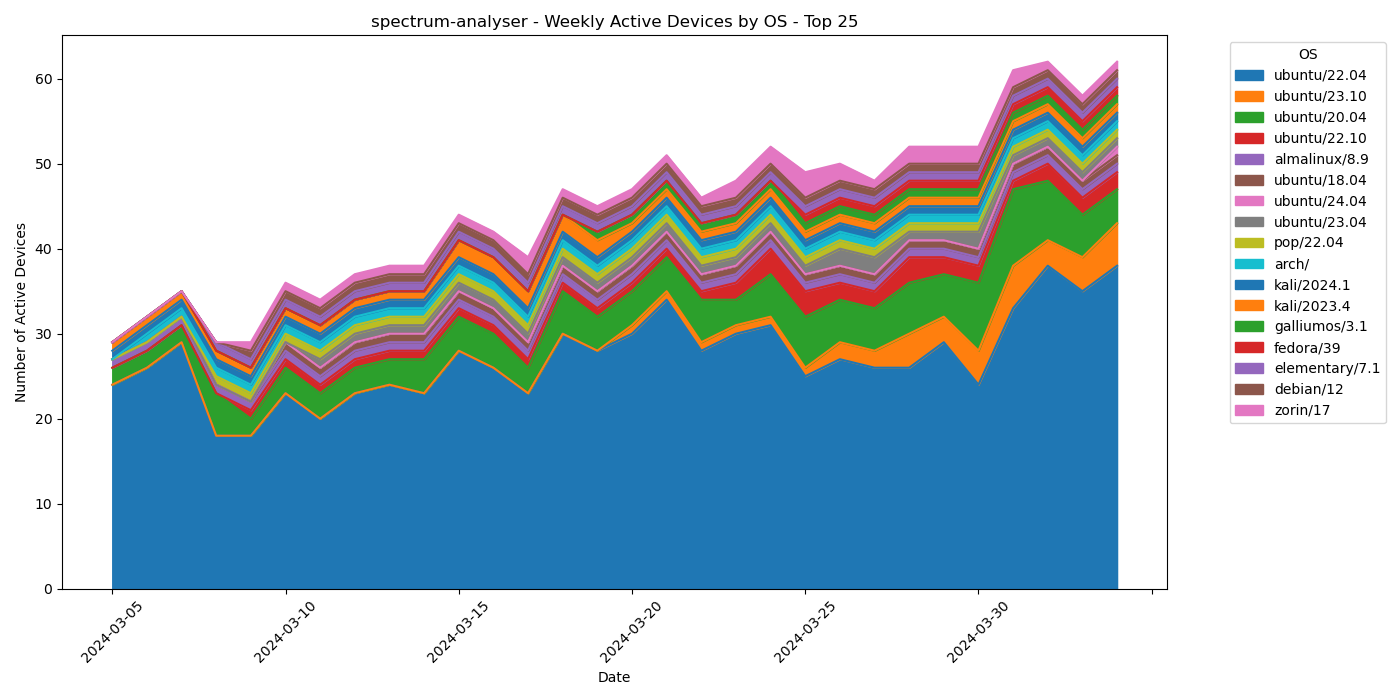 spectrum-analyser - Weekly Active Devices by OS - Top 25
Number of Active Devices
60
50
40
30
20
10
0
2024-03-05
2024-03-10
2024-03-15
2024-03-20
2024-03-25
2024-03-30
Date
OS
ubuntu/22.04
ubuntu/23.10
ubuntu/20.04
ubuntu/22.10
almalinux/8.9
ubuntu/18.04
ubuntu/24.04
ubuntu/23.04
pop/22.04
arch/
kali/2024.1
kali/2023.4
galliumos/3.1
fedora/39
elementary/7.1
debian/12
zorin/17